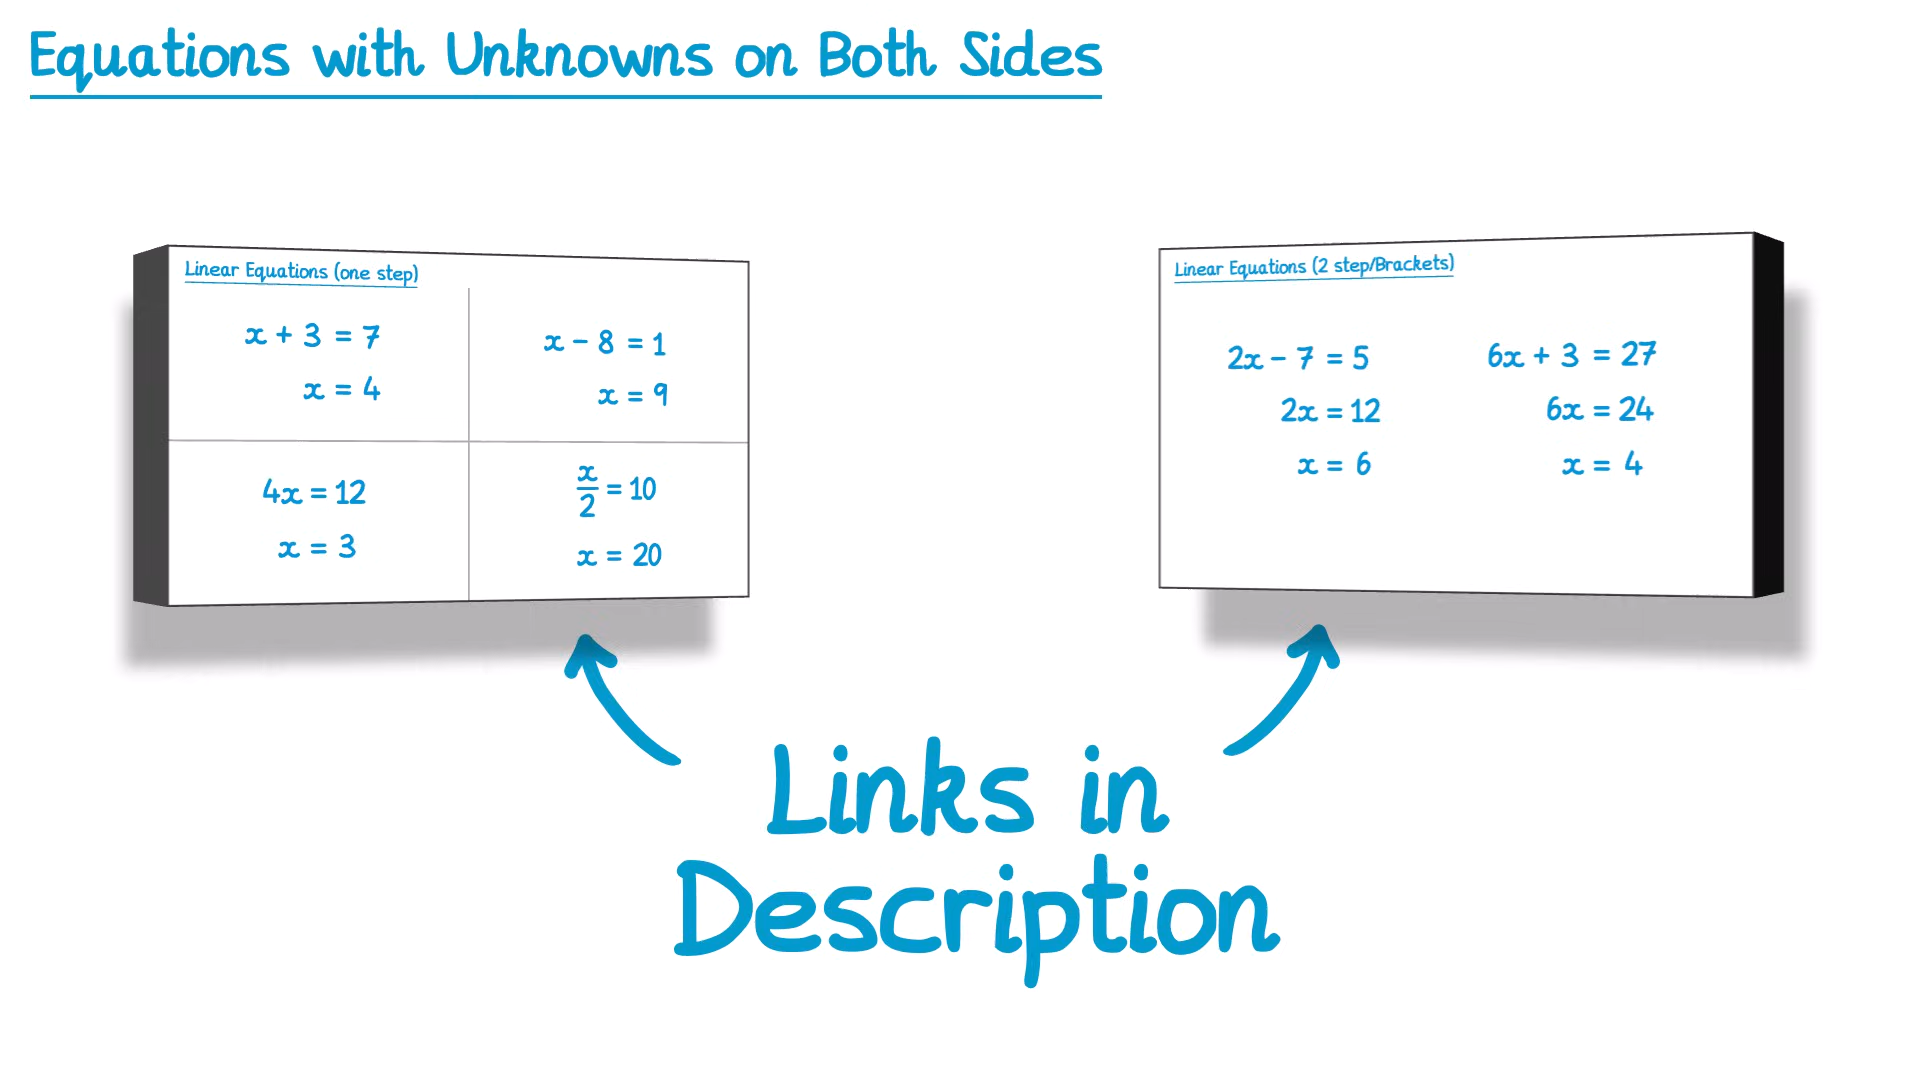 Equations with Unknowns on Both Sides
Linear Equations (one step)
x + 3 = 7
x = 4
x - 8 = 1
x = 9
4x = 12
x = 3
x/2 = 10
x = 20
Linear Equations (2 step/Brackets)
2x - 7 = 5
2x = 12
x = 6
6x + 3 = 27
6x = 24
x = 4
Links in
Description